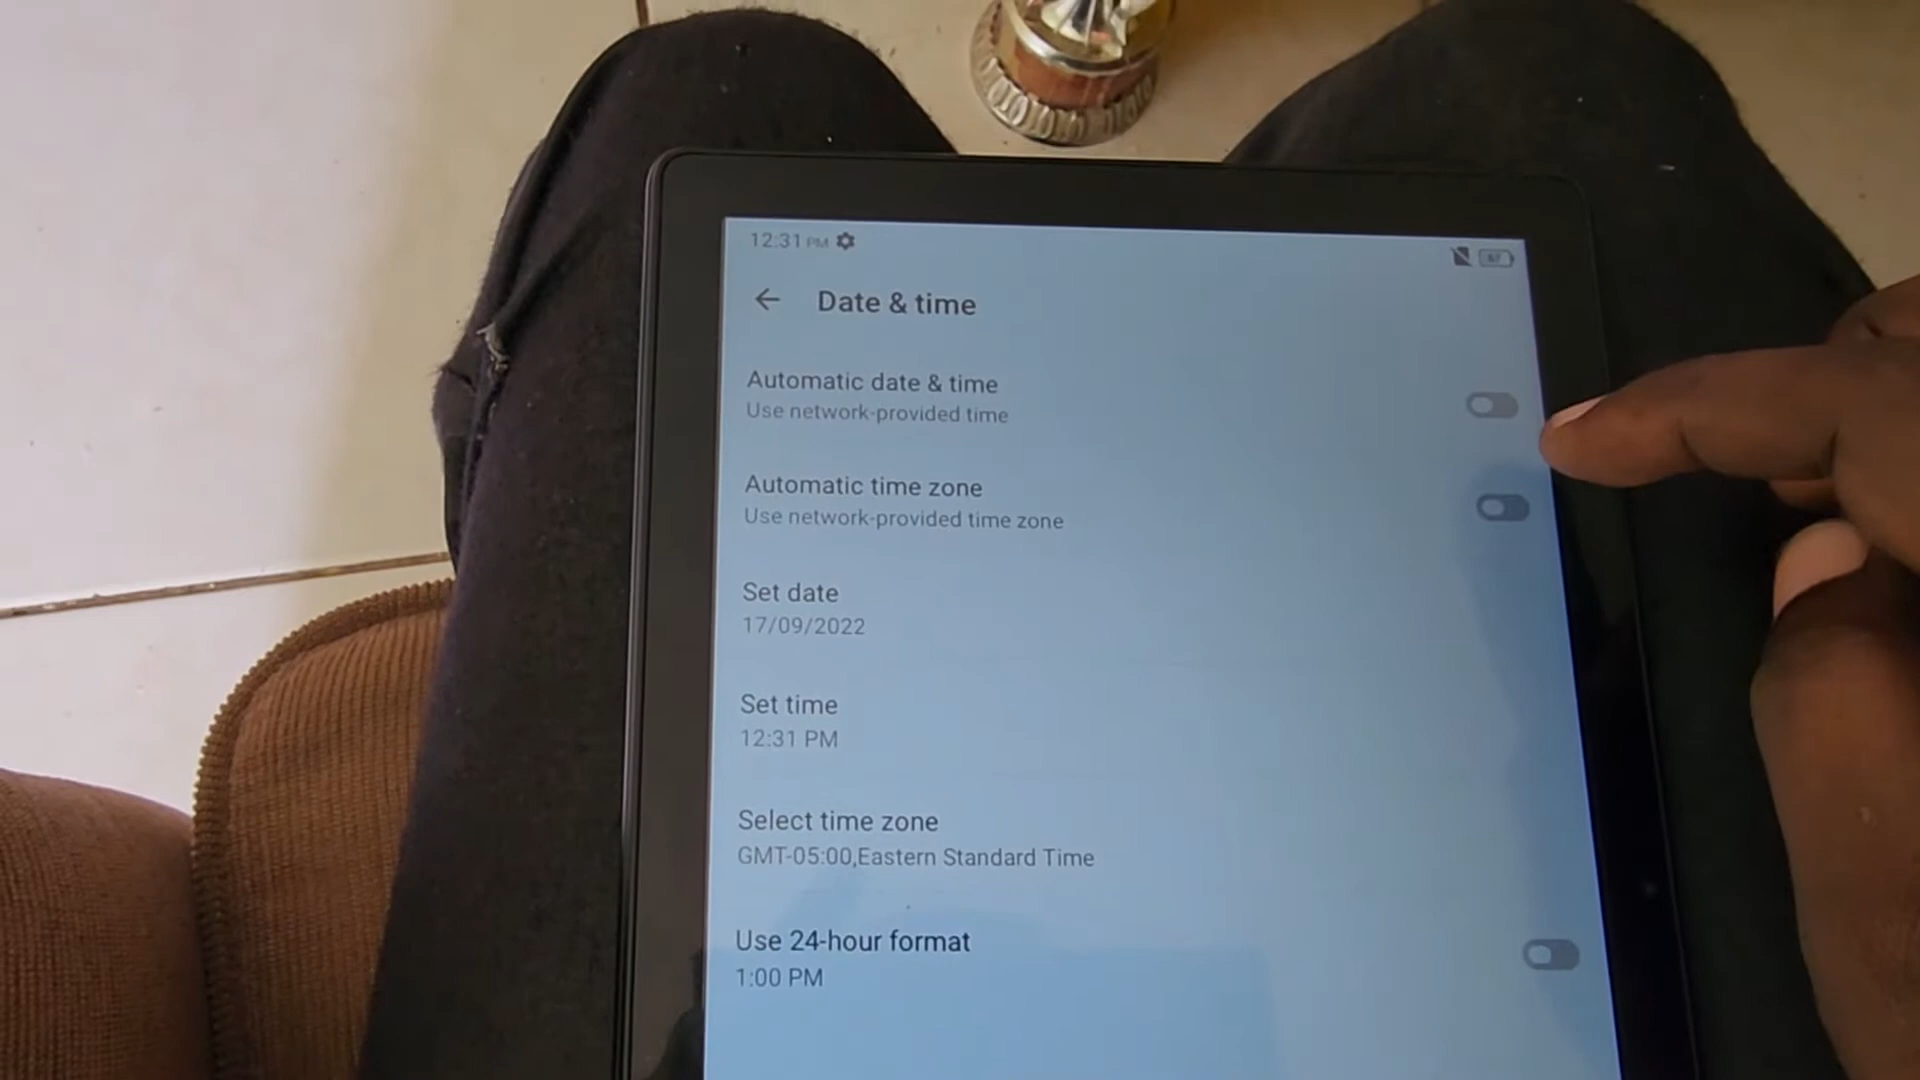 12:31 PM
Date & time
Automatic date & time
Use network-provided time
Automatic time zone
Use network-provided time zone
Set date
17/09/2022
Set time
12:31 PM
Select time zone
GMT-05:00,Eastern Standard Time
Use 24-hour format
1:00 PM